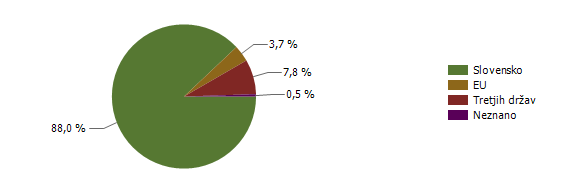 3,7 %
7,8 %
0,5 %
88,0 %
Slovensko
EU
Tretjih držav
Neznano